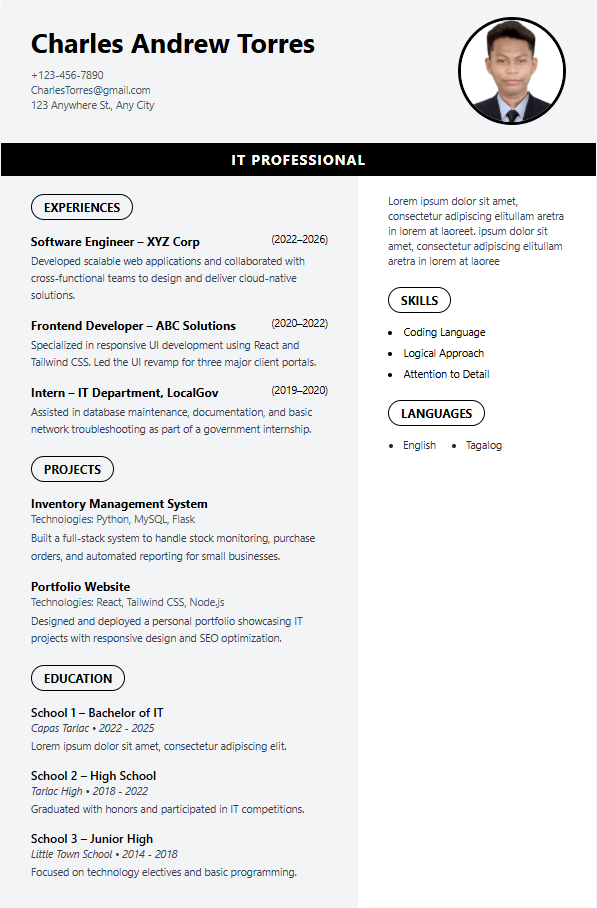 Charles Andrew Torres
+123-456-7890
CharlesTorres@gmail.com
123 Anywhere St., Any City
IT PROFESSIONAL
EXPERIENCES
Software Engineer – XYZ Corp (2022–2026)
Developed scalable web applications and collaborated with
cross-functional teams to design and deliver cloud-native
solutions.
Frontend Developer – ABC Solutions (2020–2022)
Specialized in responsive UI development using React and
Tailwind CSS. Led the UI revamp for three major client portals.
Intern – IT Department, LocalGov (2019–2020)
Assisted in database maintenance, documentation, and basic
network troubleshooting as part of a government internship.
PROJECTS
Inventory Management System
Technologies: Python, MySQL, Flask
Built a full-stack system to handle stock monitoring, purchase
orders, and automated reporting for small businesses.
Portfolio Website
Technologies: React, Tailwind CSS, Node.js
Designed and deployed a personal portfolio showcasing IT
projects with responsive design and SEO optimization.
EDUCATION
School 1 – Bachelor of IT
Capas Tarlac • 2022 - 2025
Lorem ipsum dolor sit amet, consectetur adipiscing elit.
School 2 – High School
Tarlac High • 2018 - 2022
Graduated with honors and participated in IT competitions.
School 3 – Junior High
Little Town School • 2014 - 2018
Focused on technology electives and basic programming.
Lorem ipsum dolor sit amet,
consectetur adipiscing elitullam aretra
in lorem at laoreet. ipsum dolor sit
amet, consectetur adipiscing elitullam
aretra in lorem at laoree
SKILLS
• Coding Language
• Logical Approach
• Attention to Detail
LANGUAGES
• English • Tagalog